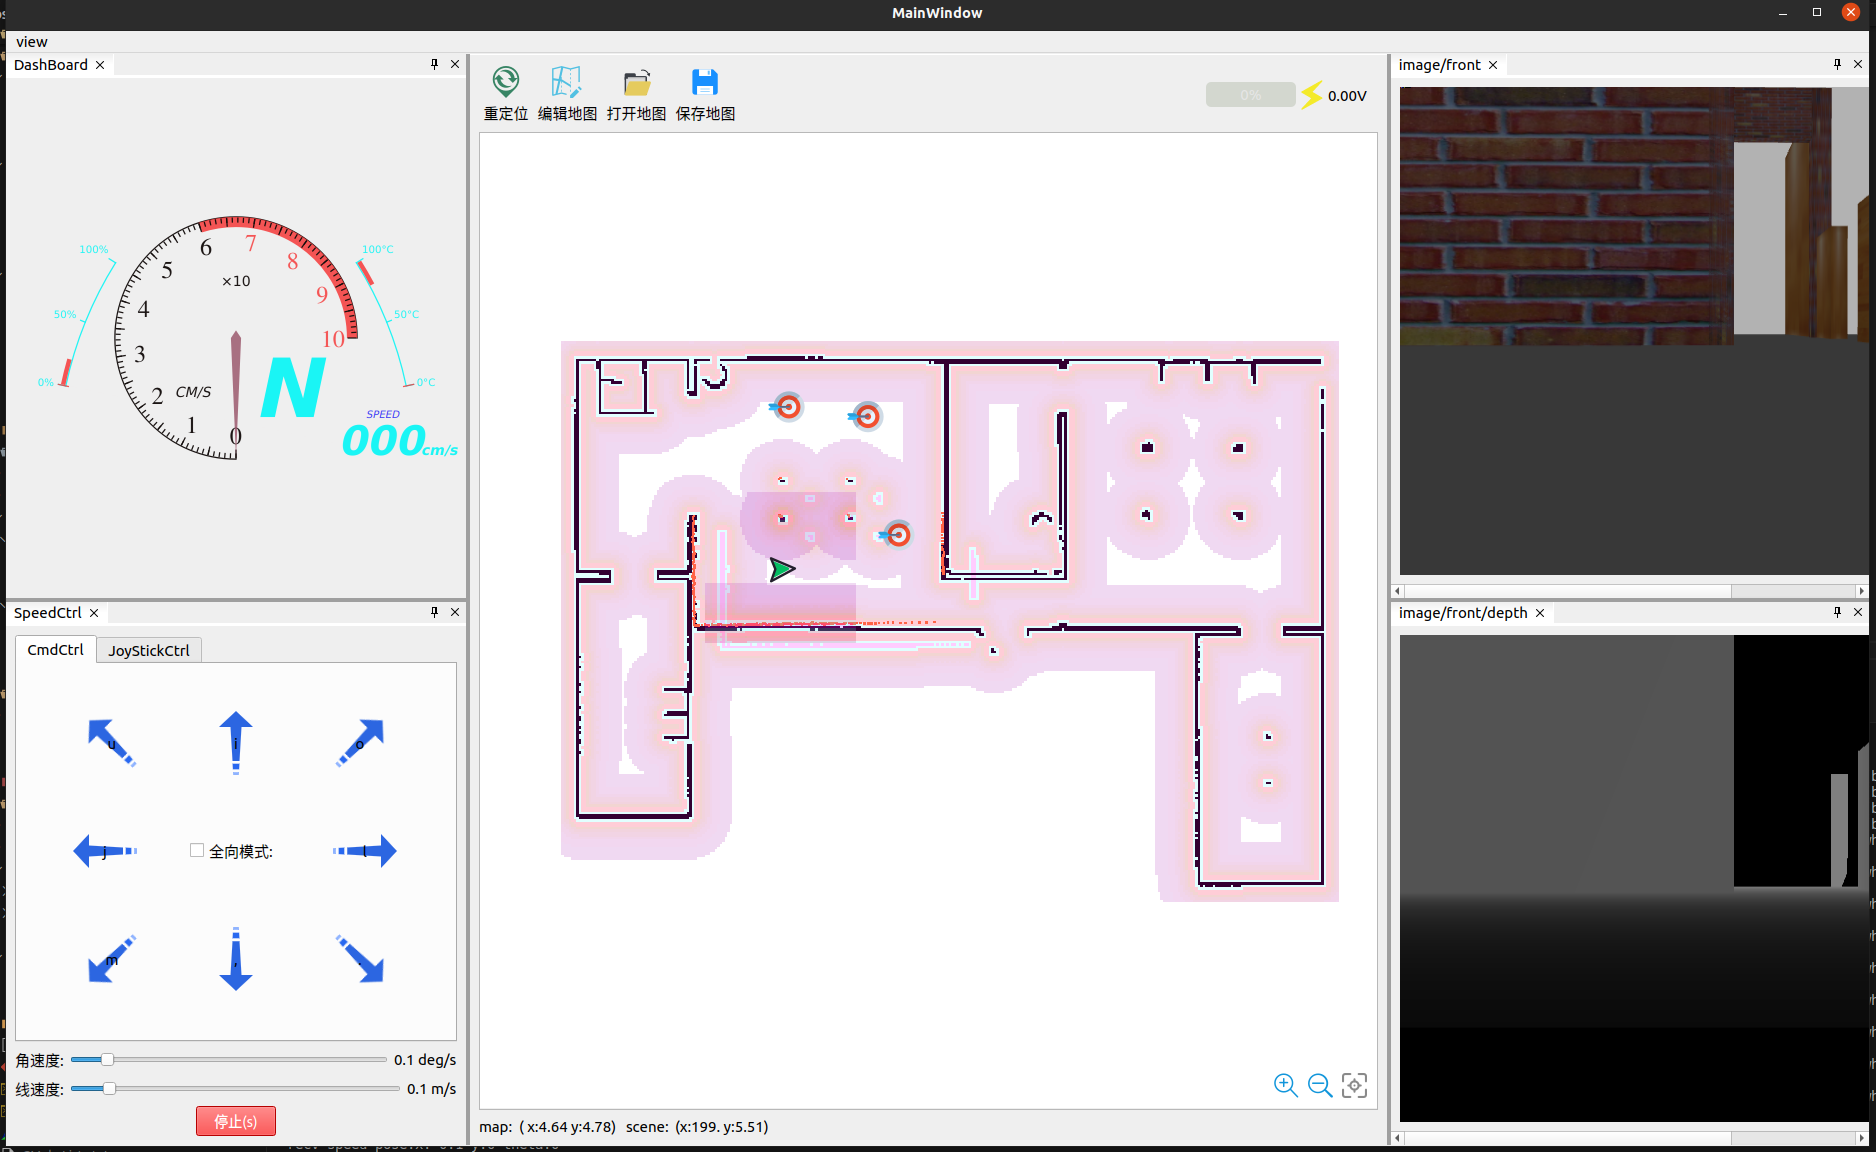 MainWindow
view
DashBoard
100%
50%
0%
0
1
2
3
4
5
6
7
8
9
10
×10
CM/S
N
100°C
50°C
0°C
SPEED
000cm/s
SpeedCtrl
CmdCtrl JoyStickCtrl
u i o
j 全向模式: l
m , .
角速度: 0.1 deg/s
线速度: 0.1 m/s
停止(s)
重定位 编辑地图 打开地图 保存地图
0% 0.00V
map: ( x:4.64 y:4.78) scene: (x:199. y:5.51)
image/front
image/front/depth